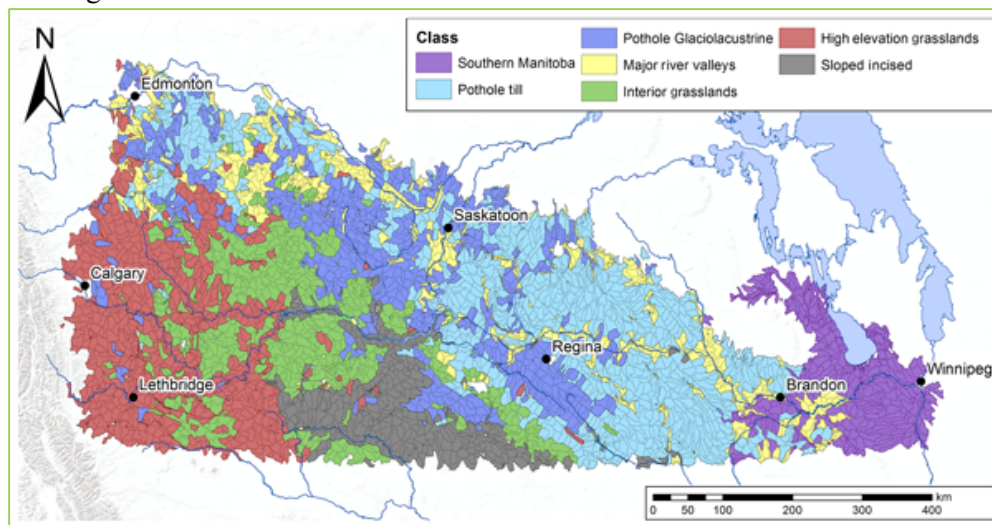 N
Class
Southern Manitoba
Pothole till
Pothole Glaciolacustrine
Major river valleys
Interior grasslands
High elevation grasslands
Sloped incised
Edmonton
Saskatoon
Calgary
Regina
Lethbridge
Brandon
Winnipeg
km
0 50 100 200 300 400